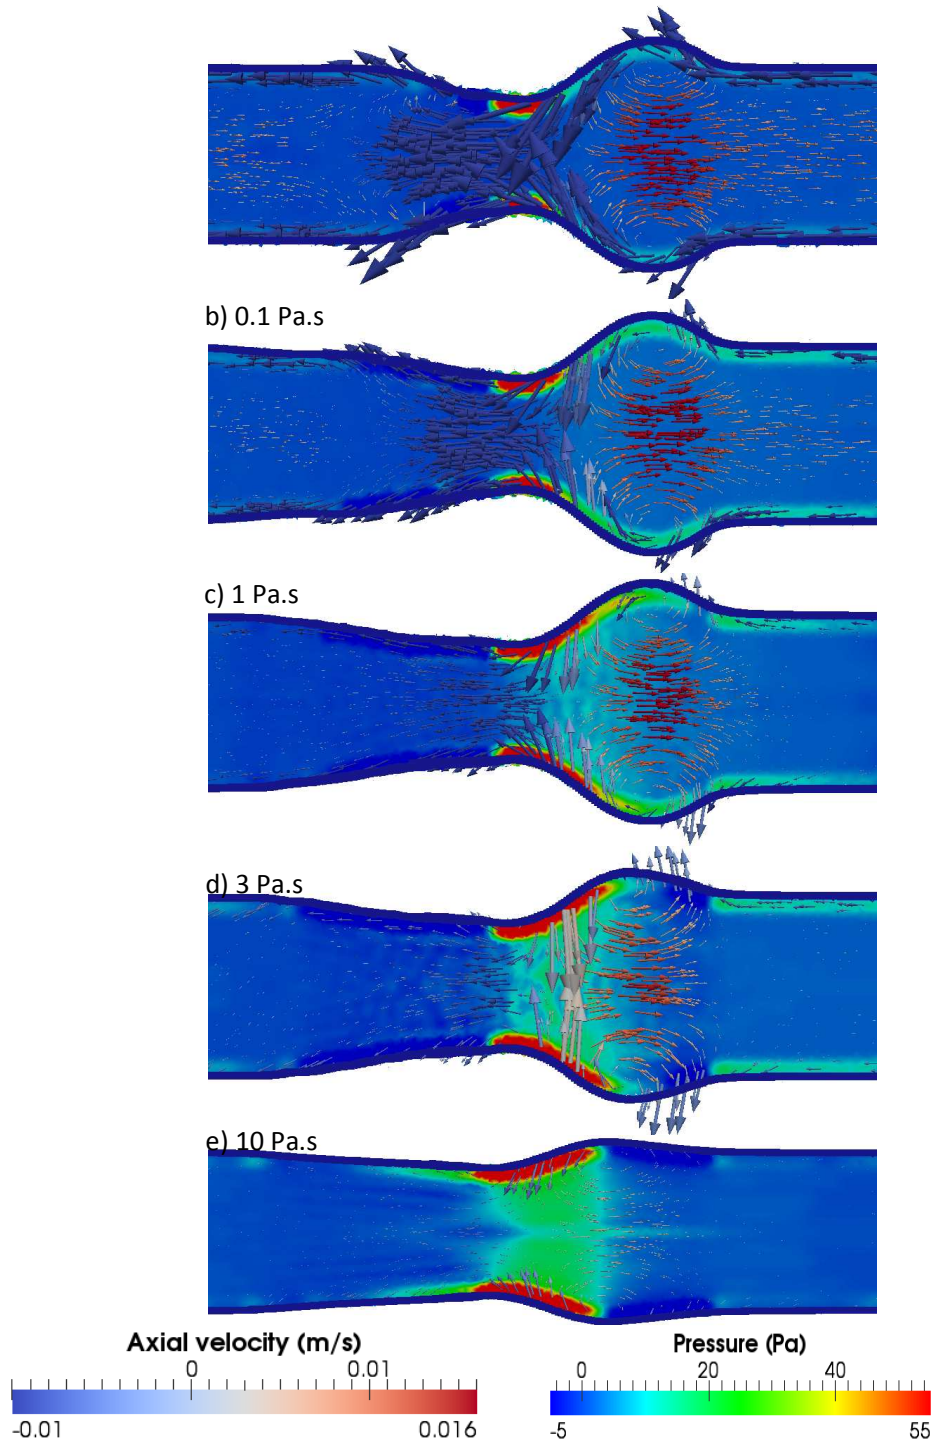 b) 0.1 Pa.s
c) 1 Pa.s
d) 3 Pa.s
e) 10 Pa.s
Axial velocity (m/s)
0 0.01
-0.01 0.016
Pressure (Pa)
0 20 40
-5 55